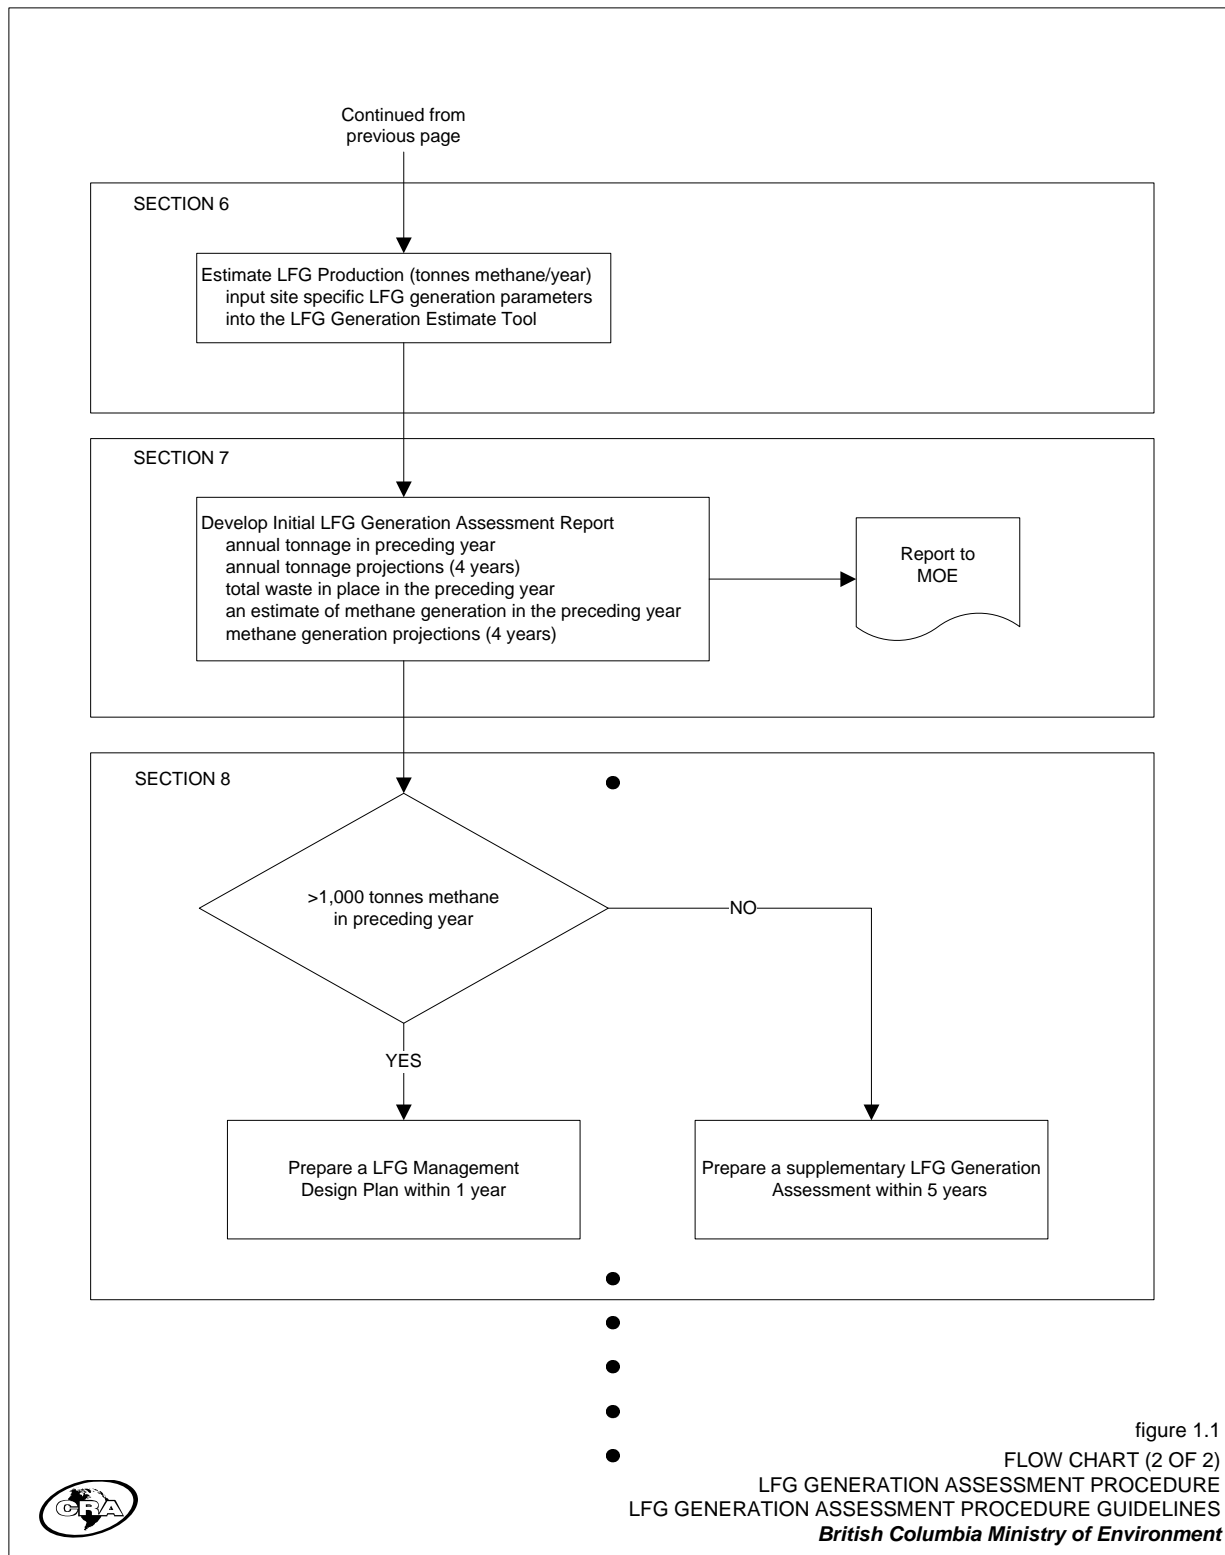 Continued from
previous page
SECTION 6
Estimate LFG Production (tonnes methane/year)
input site specific LFG generation parameters
into the LFG Generation Estimate Tool
SECTION 7
Develop Initial LFG Generation Assessment Report
annual tonnage in preceding year
annual tonnage projections (4 years)
total waste in place in the preceding year
an estimate of methane generation in the preceding year
methane generation projections (4 years)
Report to
MOE
SECTION 8
>1,000 tonnes methane
in preceding year
NO
YES
Prepare a LFG Management
Design Plan within 1 year
Prepare a supplementary LFG Generation
Assessment within 5 years
figure 1.1
FLOW CHART (2 OF 2)
LFG GENERATION ASSESSMENT PROCEDURE
LFG GENERATION ASSESSMENT PROCEDURE GUIDELINES
British Columbia Ministry of Environment
CRA